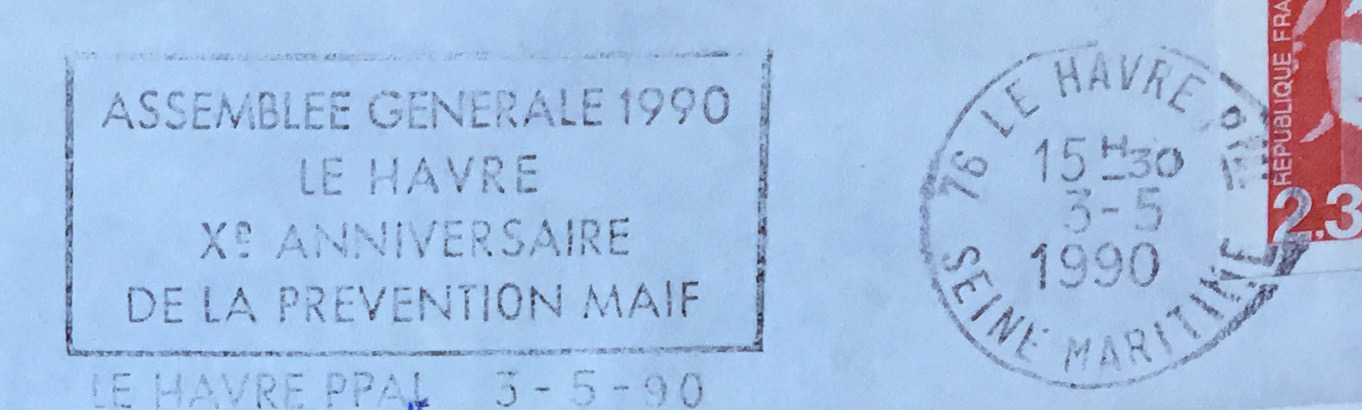 ASSEMBLEE GENERALE 1990
LE HAVRE
Xº ANNIVERSAIRE
DE LA PREVENTION MAIF
LE HAVRE PPAL 3-5-90
76 LE HAVRE
15H30
3-5
1990
SEINE MARITIME
REPUBLIQUE FRA
2,3